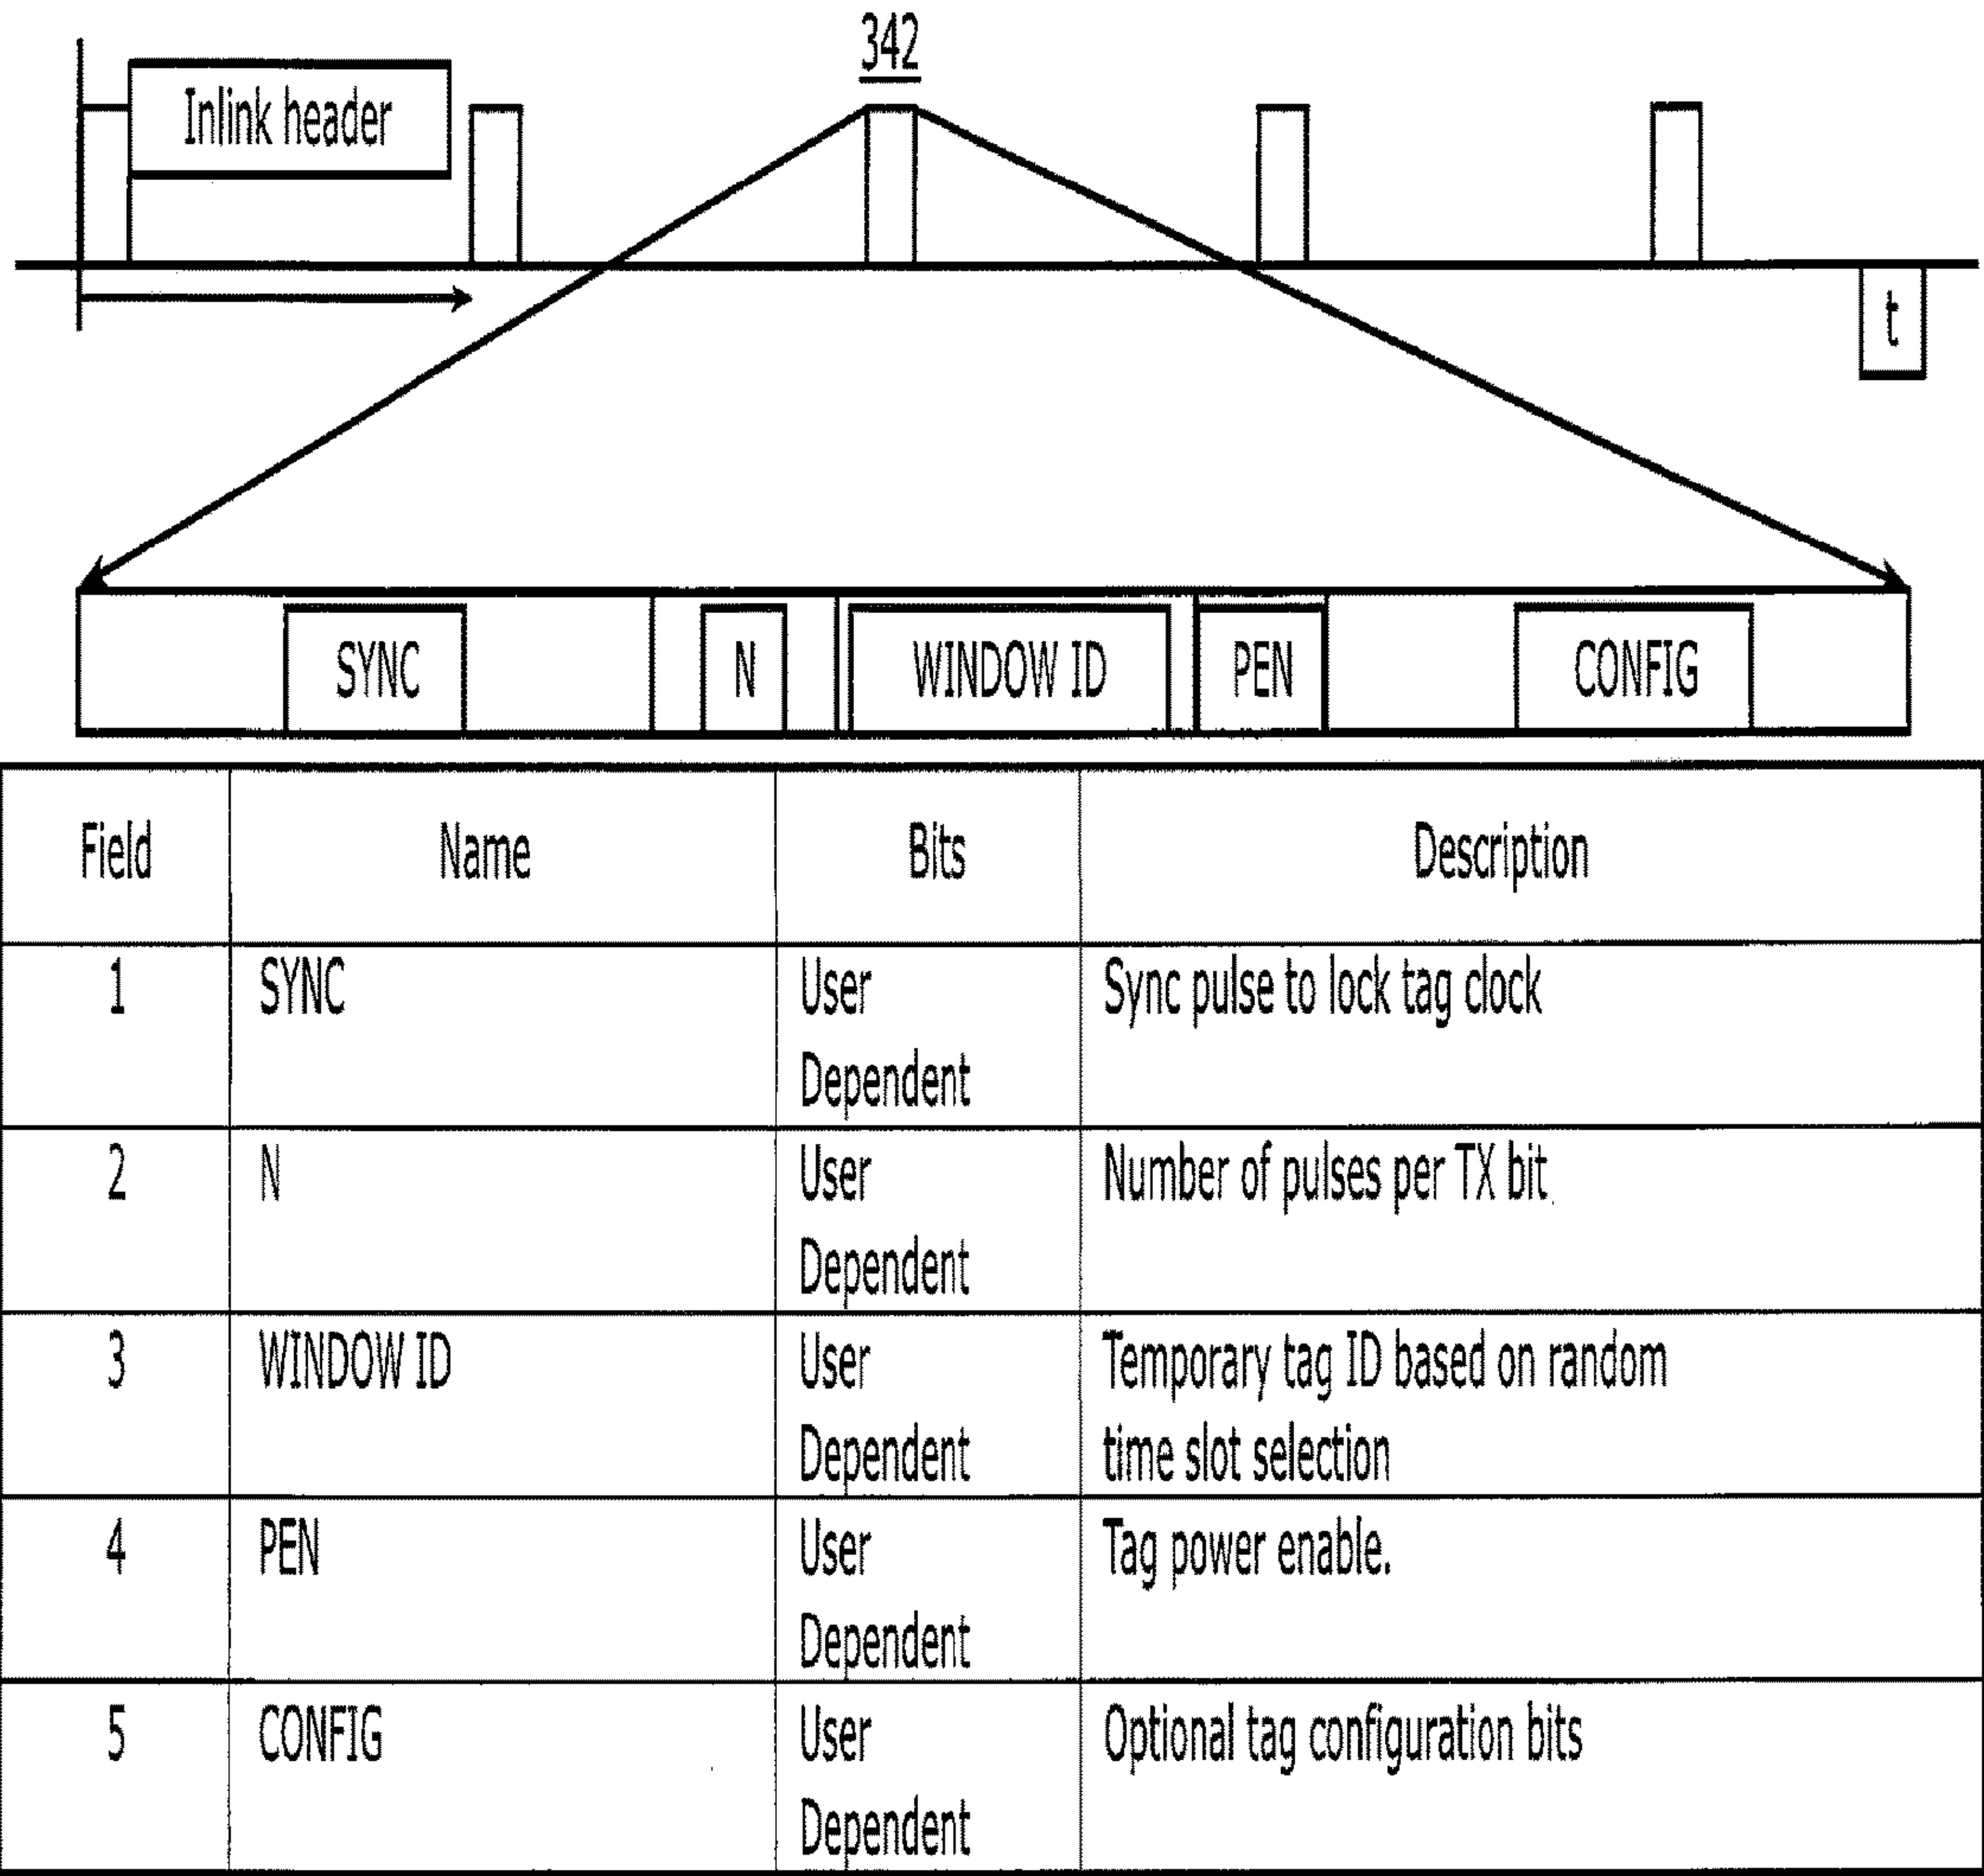 342
Inlink header
t
SYNC N WINDOW ID PEN CONFIG
Field Name Bits Description
1 SYNC User Sync pulse to lock tag clock
Dependent
2 N User Number of pulses per TX bit
Dependent
3 WINDOW ID User Temporary tag ID based on random
Dependent time slot selection
4 PEN User Tag power enable.
Dependent
5 CONFIG User Optional tag configuration bits
Dependent